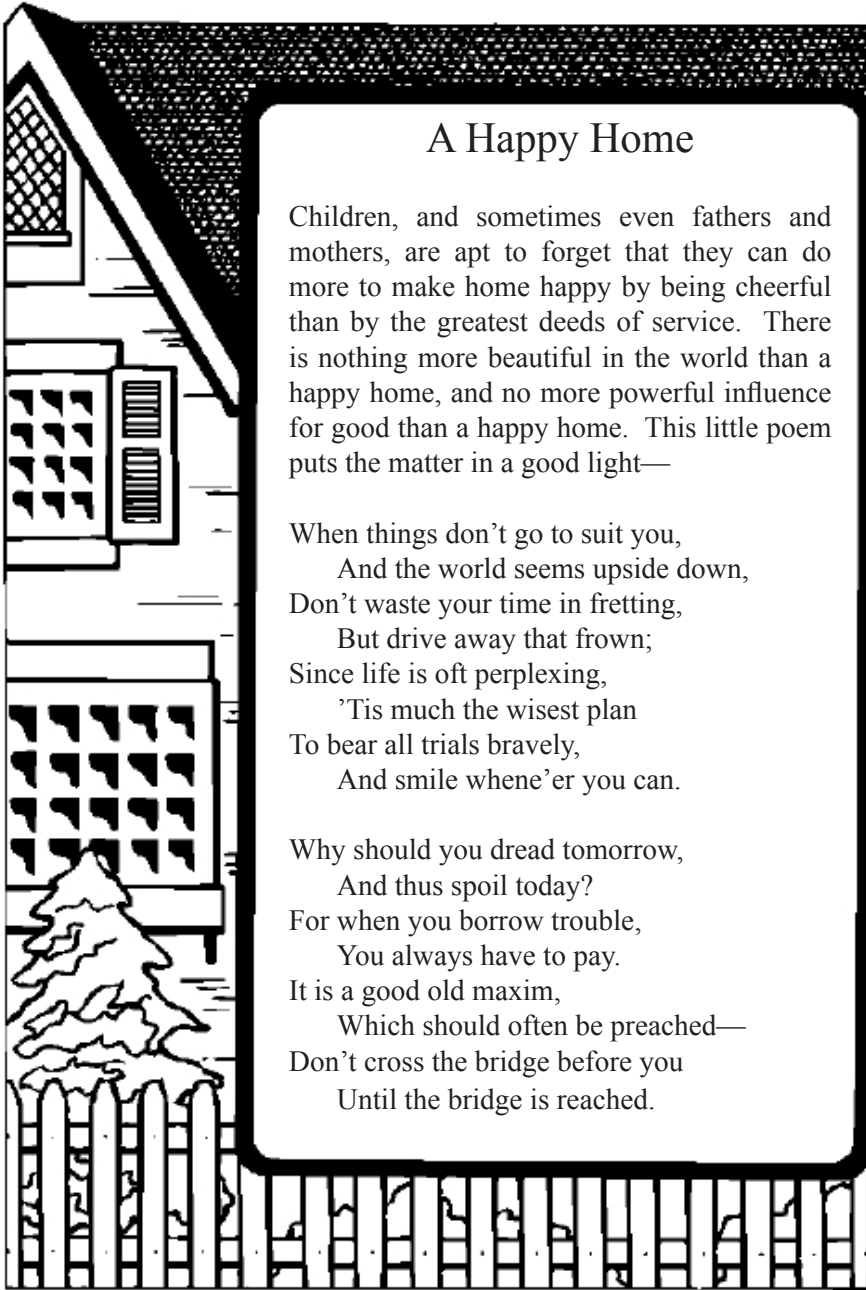 A Happy Home
Children, and sometimes even fathers and
mothers, are apt to forget that they can do
more to make home happy by being cheerful
than by the greatest deeds of service. There
is nothing more beautiful in the world than a
happy home, and no more powerful influence
for good than a happy home. This little poem
puts the matter in a good light—
When things don’t go to suit you,
And the world seems upside down,
Don’t waste your time in fretting,
But drive away that frown;
Since life is oft perplexing,
’Tis much the wisest plan
To bear all trials bravely,
And smile whene’er you can.
Why should you dread tomorrow,
And thus spoil today?
For when you borrow trouble,
You always have to pay.
It is a good old maxim,
Which should often be preached—
Don’t cross the bridge before you
Until the bridge is reached.